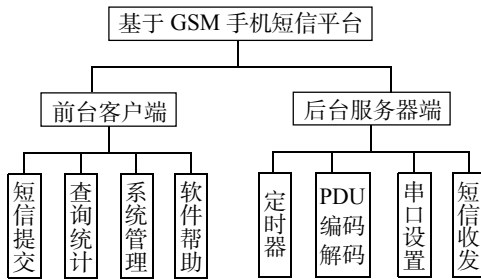 基于 GSM 手机短信平台
前台客户端
后台服务器端
短信提交
查询统计
系统管理
软件帮助
定时器
PDU
编码
解码
串口设置
短信收发